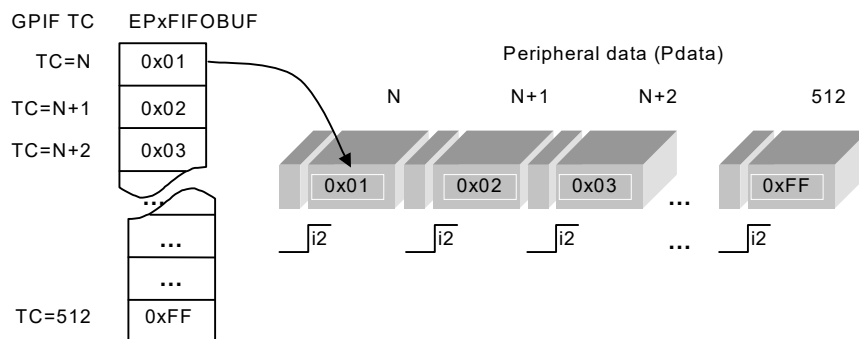 GPIF TC EPxFIFOBUF
TC=N 0x01
Peripheral data (Pdata)
TC=N+1 0x02
N N+1 N+2 512
TC=N+2 0x03
0x01 0x02 0x03 ... 0xFF
...
i2 i2 i2 ... i2
...
...
TC=512 0xFF